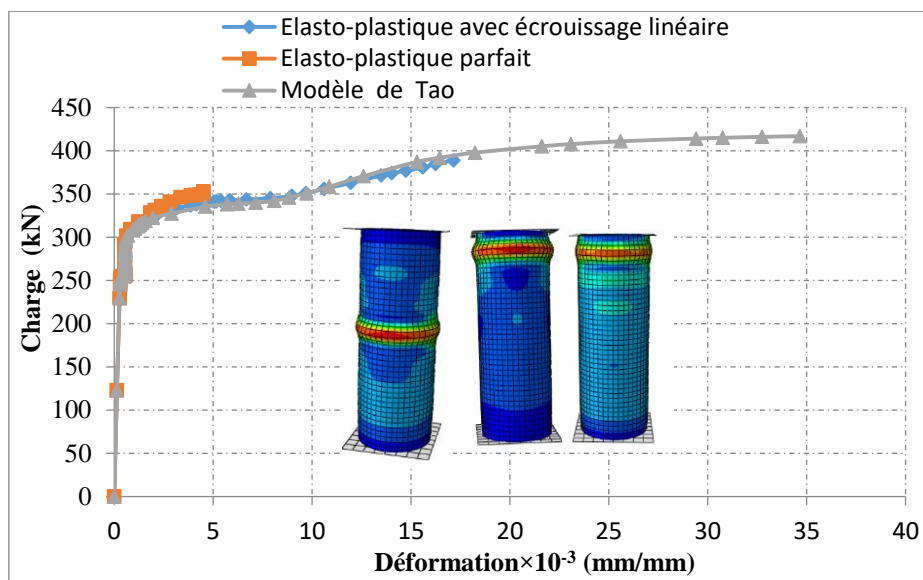 Elasto-plastique avec écrouissage linéaire
Elasto-plastique parfait
Modèle de Tao
450
400
350
300
250
200
150
100
50
0
Charge (kN)
0 5 10 15 20 25 30 35 40
Déformation×10⁻³ (mm/mm)